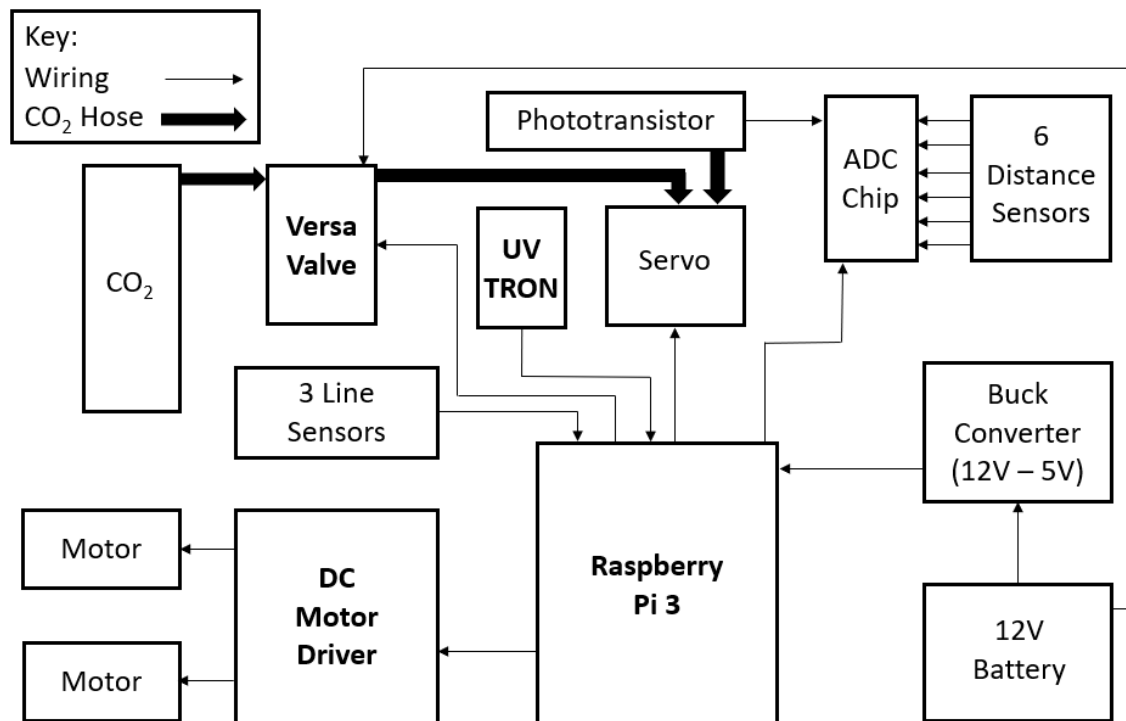 Key:
Wiring
CO₂ Hose
Phototransistor
ADC
Chip
6
Distance
Sensors
CO₂
Versa
Valve
UV
TRON
Servo
3 Line
Sensors
Buck
Converter
(12V – 5V)
Motor
Motor
DC
Motor
Driver
Raspberry
Pi 3
12V
Battery